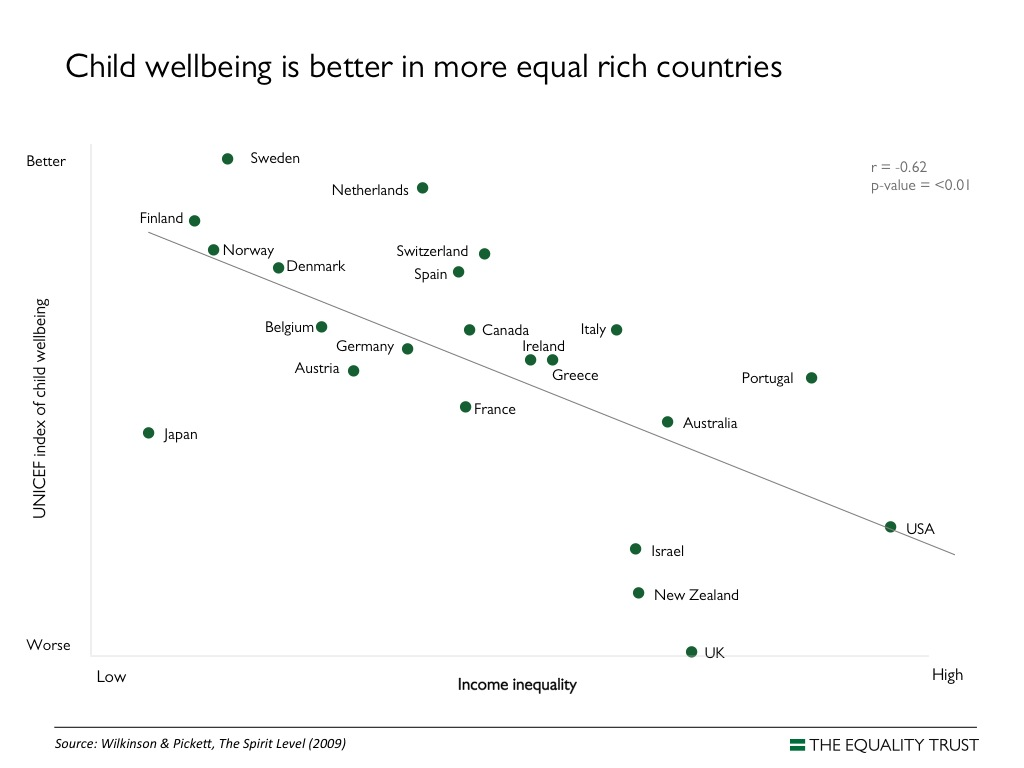 Child wellbeing is better in more equal rich countries
Better
Sweden
r = -0.62
p-value = <0.01
Netherlands
Finland
Norway
Switzerland
Denmark
Spain
Belgium
Canada
Italy
Germany
Ireland
Austria
Greece
Portugal
France
Australia
Japan
UNICEF index of child wellbeing
USA
Israel
New Zealand
Worse
UK
Low
High
Income inequality
Source: Wilkinson & Pickett, The Spirit Level (2009)
THE EQUALITY TRUST